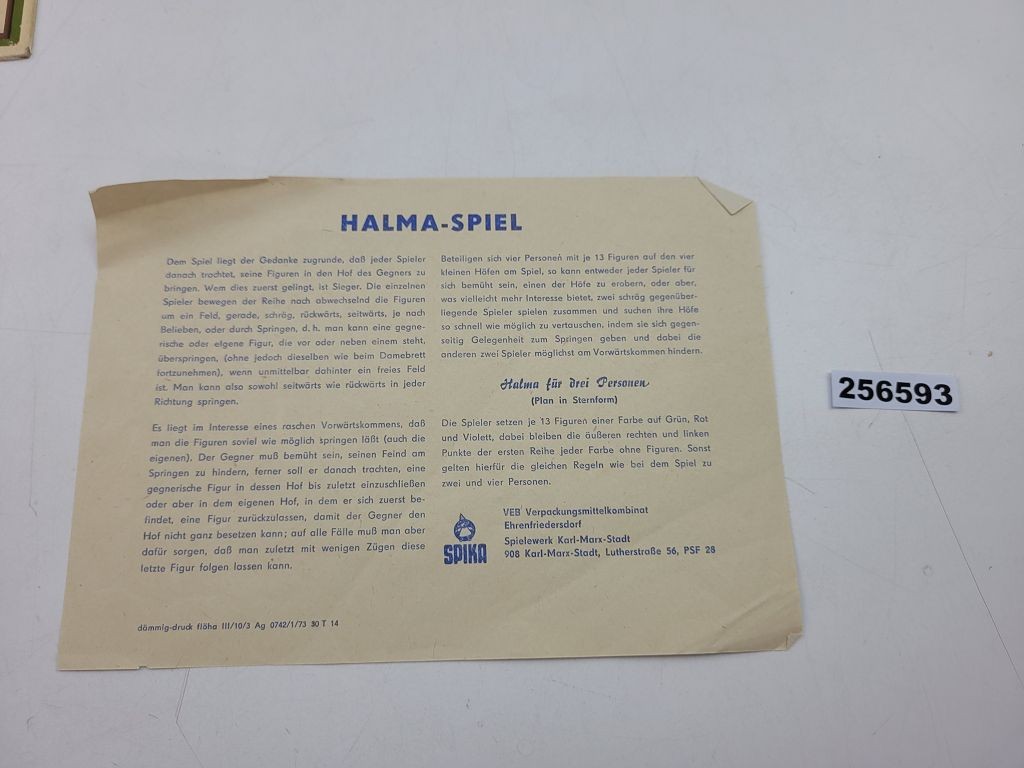 HALMA-SPIEL
Dem Spiel liegt der Gedanke zugrunde, daß jeder Spieler
danach trachtet, seine Figuren in den Hof des Gegners zu
bringen. Wem dies zuerst gelingt, ist Sieger. Die einzelnen
Spieler bewegen der Reihe nach abwechselnd die Figuren
um ein Feld, gerade, schräg, rückwärts, seitwärts, je nach
Belieben, oder durch Springen, d. h. man kann eine gegne-
rische oder eigene Figur, die vor oder neben einem steht,
überspringen, (ohne jedoch dieselben wie beim Damebrett
fortzunehmen), wenn unmittelbar dahinter ein freies Feld
ist. Man kann also sowohl seitwärts wie rückwärts in jeder
Richtung springen.
Es liegt im Interesse eines raschen Vorwärtskommens, daß
man die Figuren soviel wie möglich springen läßt (auch die
eigenen). Der Gegner muß bemüht sein, seinen Feind am
Springen zu hindern, ferner soll er danach trachten, eine
gegnerische Figur in dessen Hof bis zuletzt einzuschließen
oder aber in dem eigenen Hof, in dem er sich zuerst be-
findet, eine Figur zurückzulassen, damit der Gegner den
Hof nicht ganz besetzen kann; auf alle Fälle muß man aber
dafür sorgen, daß man zuletzt mit wenigen Zügen diese
letzte Figur folgen lassen kann.
dämmig-druck flöha III/10/3 Ag 0742/1/73 30 T 14
Beteiligen sich vier Personen mit je 13 Figuren auf den vier
kleinen Höfen am Spiel, so kann entweder jeder Spieler für
sich bemüht sein, einen der Höfe zu erobern, oder aber,
was vielleicht mehr Interesse bietet, zwei schräg gegenüber-
liegende Spieler spielen zusammen und suchen ihre Höfe
so schnell wie möglich zu vertauschen, indem sie sich gegen-
seitig Gelegenheit zum Springen geben und dabei die
anderen zwei Spieler möglichst am Vorwärtskommen hindern.
Halma für drei Personen
(Plan in Sternform)
Die Spieler setzen je 13 Figuren einer Farbe auf Grün, Rot
und Violett, dabei bleiben die äußeren rechten und linken
Punkte der ersten Reihe jeder Farbe ohne Figuren. Sonst
gelten hierfür die gleichen Regeln wie bei dem Spiel zu
zwei und vier Personen.
SPIKA
VEB Verpackungsmittelkombinat
Ehrenfriedersdorf
Spielewerk Karl-Marx-Stadt
908 Karl-Marx-Stadt, Lutherstraße 56, PSF 28
256593